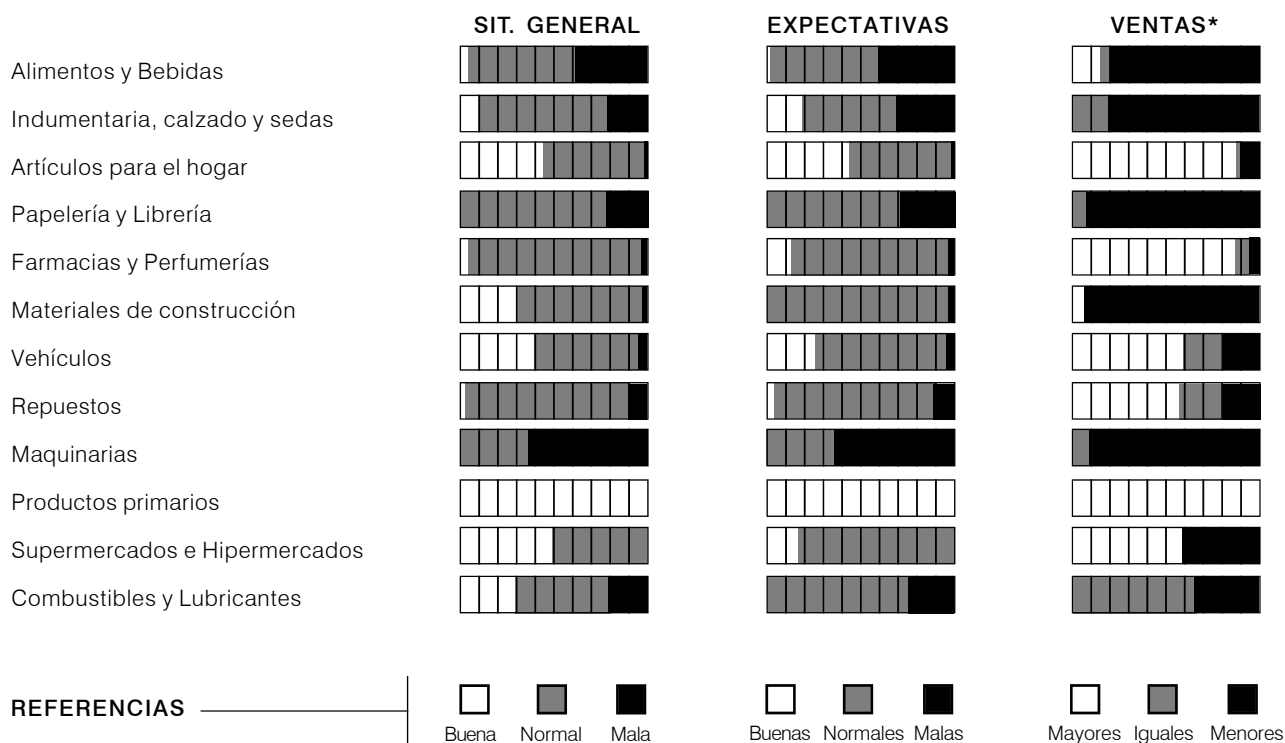 SIT. GENERAL EXPECTATIVAS VENTAS*
Alimentos y Bebidas
Indumentaria, calzado y sedas
Artículos para el hogar
Papelería y Librería
Farmacias y Perfumerías
Materiales de construcción
Vehículos
Repuestos
Maquinarias
Productos primarios
Supermercados e Hipermercados
Combustibles y Lubricantes
REFERENCIAS
Buena Normal Mala Buenas Normales Malas Mayores Iguales Menores